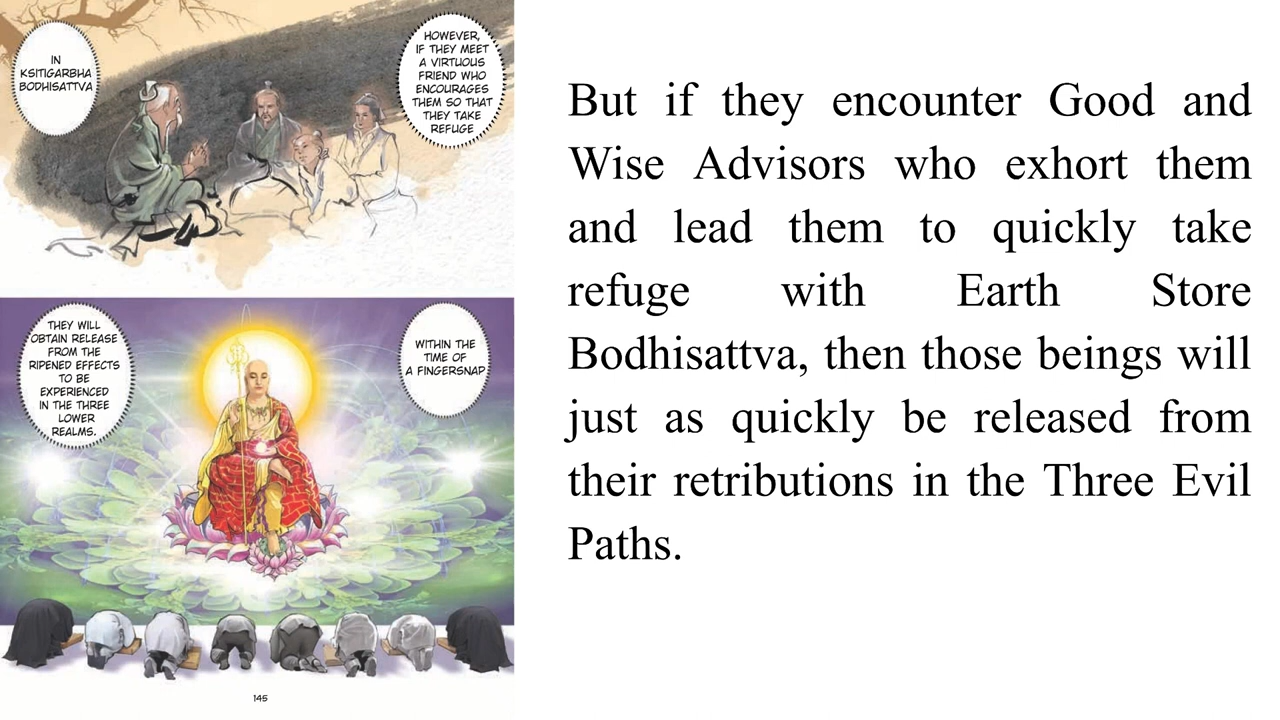 IN
KSITIGARBHA
BODHISATTVA
HOWEVER,
IF THEY MEET
A VIRTUOUS
FRIEND WHO
ENCOURAGES
THEM SO THAT
THEY TAKE
REFUGE
THEY WILL
OBTAIN RELEASE
FROM THE
RIPENED EFFECTS
TO BE
EXPERIENCED
IN THE THREE
LOWER
REALMS.
WITHIN THE
TIME OF
A FINGERSNAP
145
But if they encounter Good and
Wise Advisors who exhort them
and lead them to quickly take
refuge with Earth Store
Bodhisattva, then those beings will
just as quickly be released from
their retributions in the Three Evil
Paths.